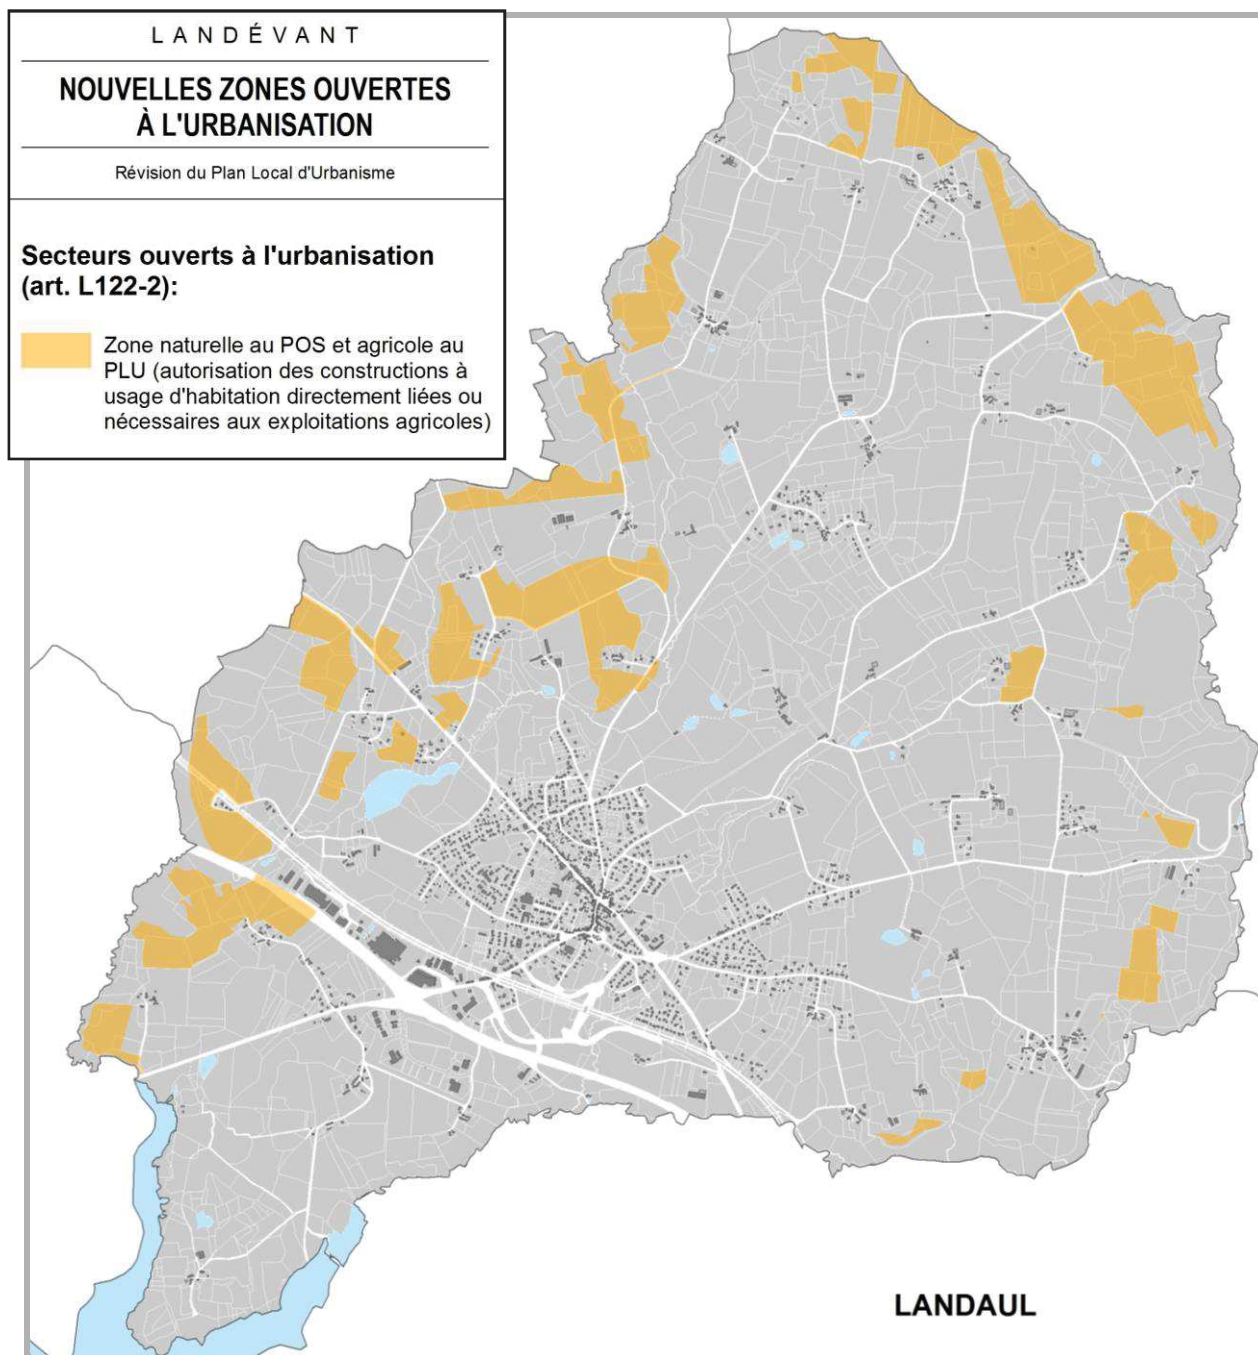 LANDÉVANT
NOUVELLES ZONES OUVERTES
À L'URBANISATION
Révision du Plan Local d'Urbanisme
Secteurs ouverts à l'urbanisation
(art. L122-2):
Zone naturelle au POS et agricole au
PLU (autorisation des constructions à
usage d'habitation directement liées ou
nécessaires aux exploitations agricoles)
LANDAUL